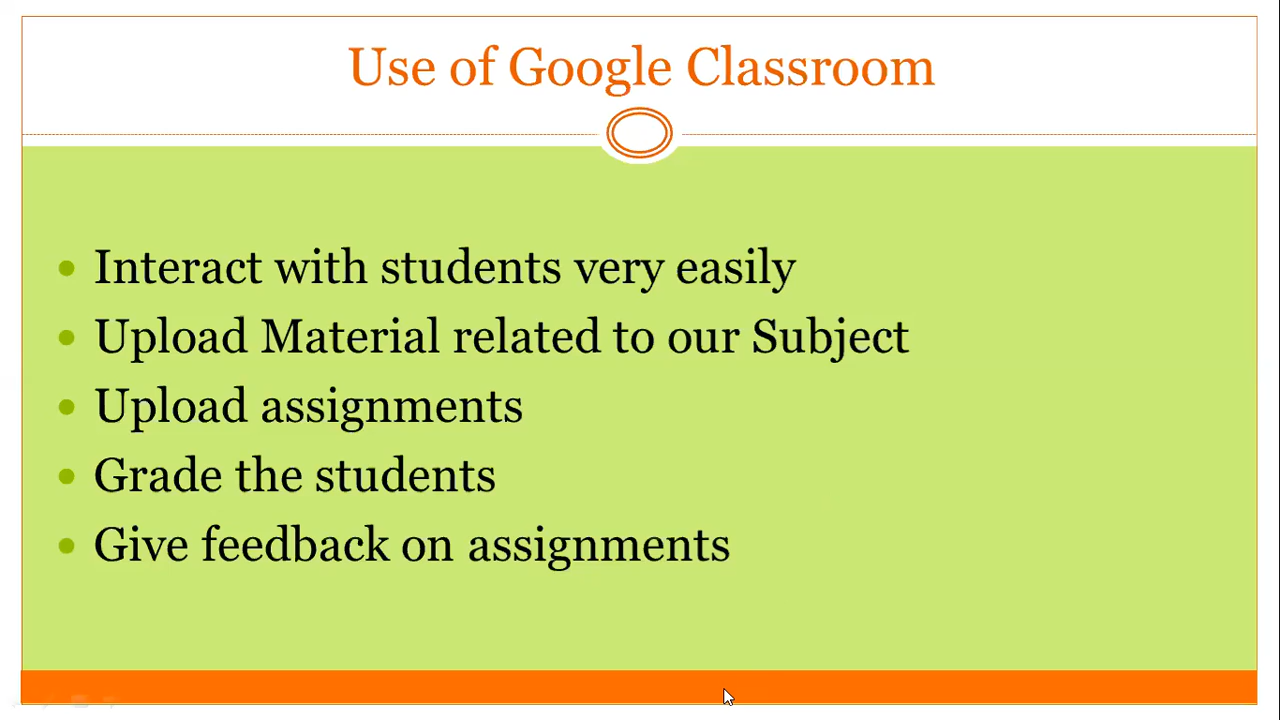 Use of Google Classroom
Interact with students very easily
Upload Material related to our Subject
Upload assignments
Grade the students
Give feedback on assignments